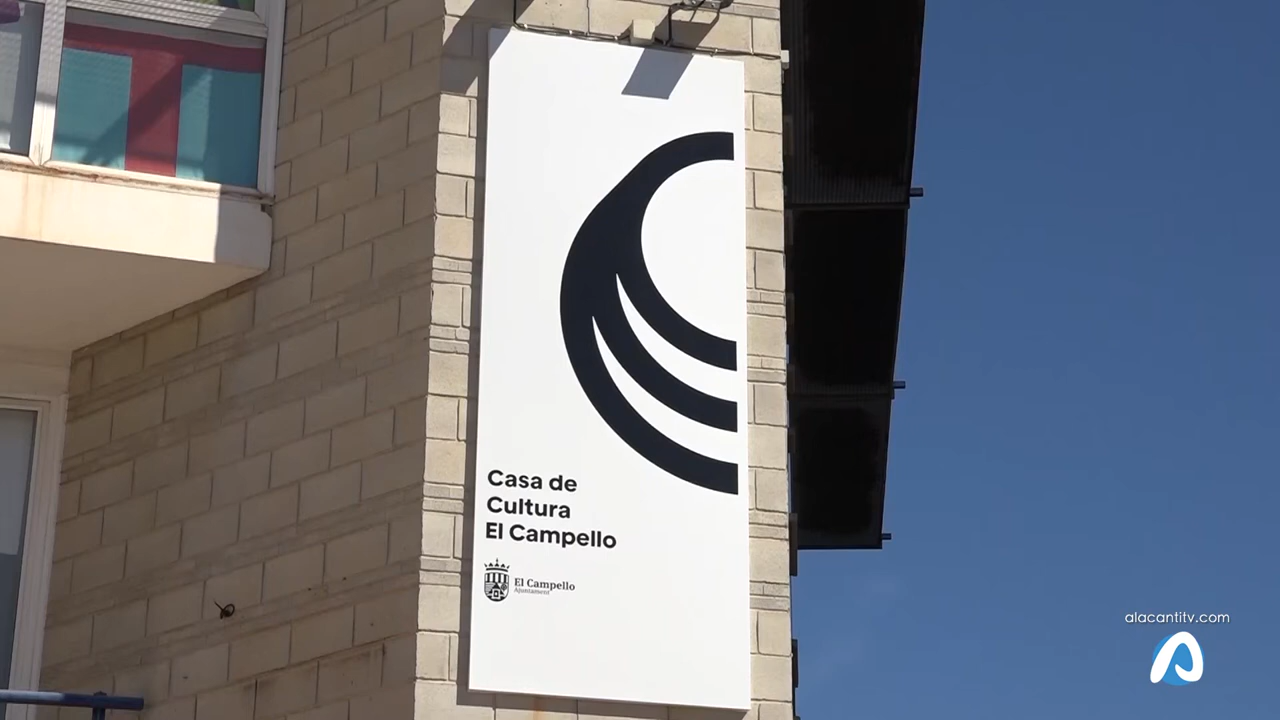 Casa de
Cultura
El Campello
El Campello
Ajuntament
alacantitv.com